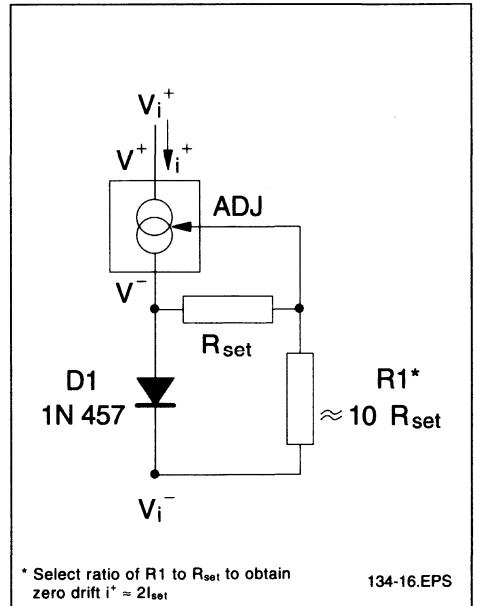 Vi+
V+
i+
ADJ
V-
Rset
D1
1N 457
R1*
≈ 10 Rset
Vi-
* Select ratio of R1 to Rset to obtain
zero drift i+ ≈ 2Iset
134-16.EPS